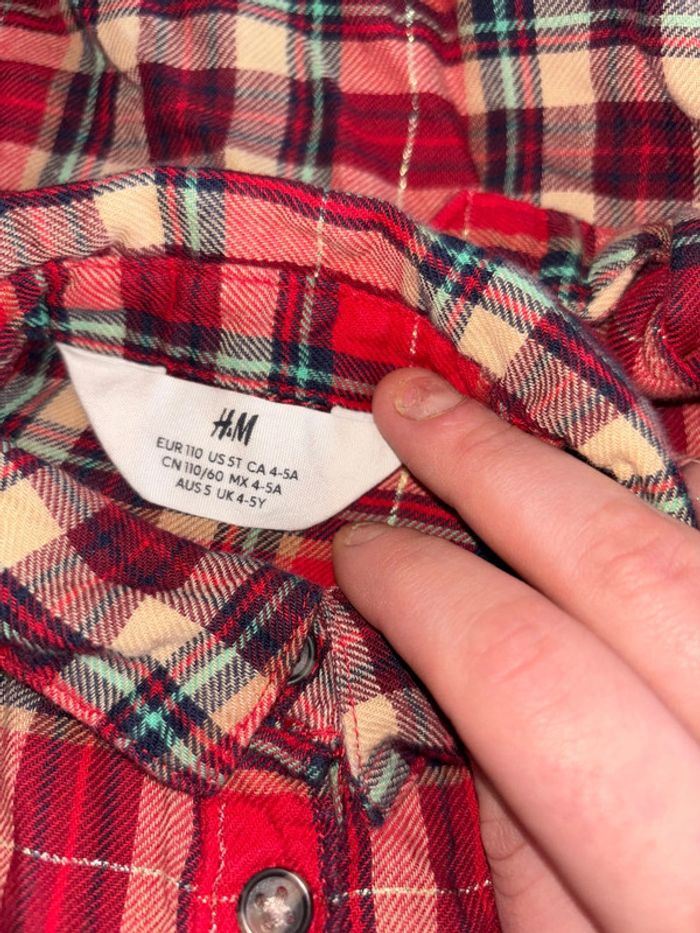 H&M
EUR 110 US 5T CA 4-5A
CN 110/60 MX 4-5A
AUS 5 UK 4-5Y